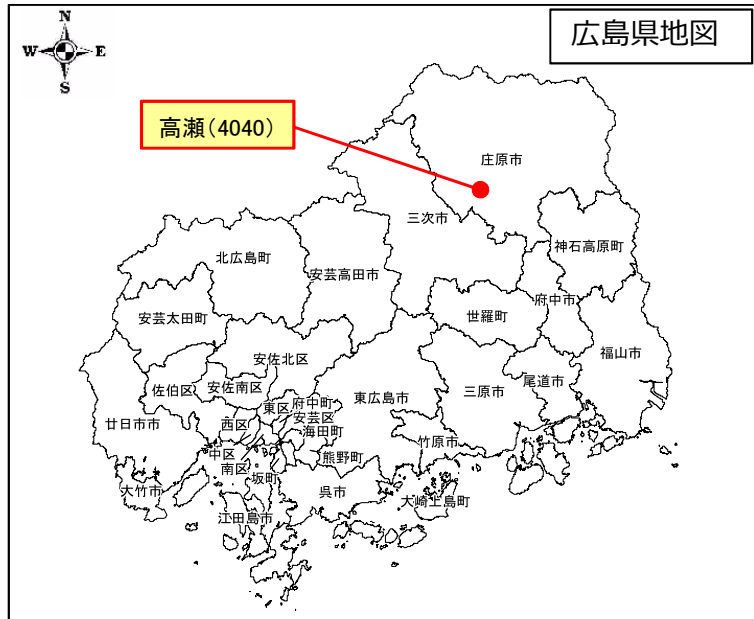 広島県地図
N
W
E
S
高瀬(4040)
庄原市
三次市
神石高原町
北広島町
安芸高田市
府中市
世羅町
安芸太田町
福山市
安佐北区
尾道市
三原市
東広島市
佐伯区
安佐南区
府中町
東区
安芸区
廿日市市
西区
海田町
竹原市
中区
熊野町
南区
坂町
大竹市
呉市
大崎上島町
江田島市